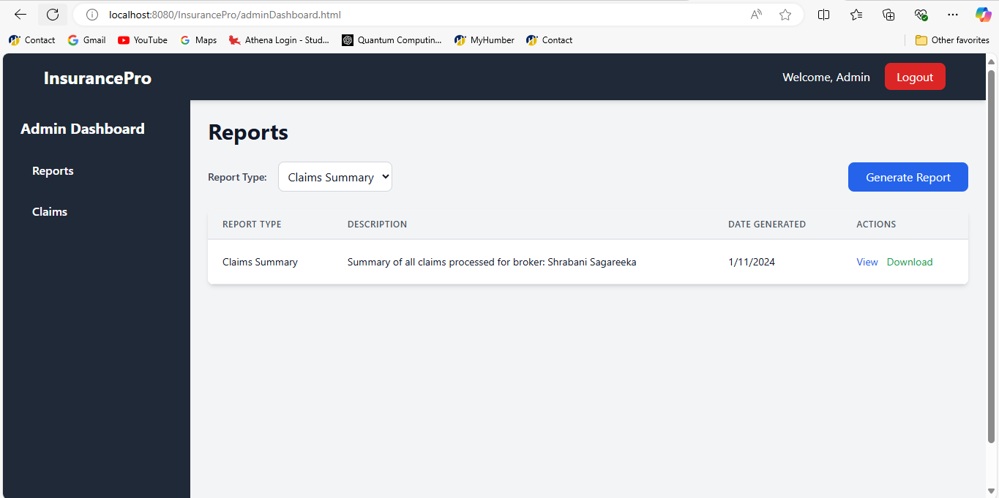 localhost:8080/InsurancePro/adminDashboard.html
Contact Gmail YouTube Maps Athena Login - Stud... Quantum Computin... MyHumber Contact Other favorites
InsurancePro Welcome, Admin Logout
Admin Dashboard
Reports
Claims
Reports
Report Type: Claims Summary Generate Report
REPORT TYPE DESCRIPTION DATE GENERATED ACTIONS
Claims Summary Summary of all claims processed for broker: Shrabani Sagareeka 1/11/2024 View Download